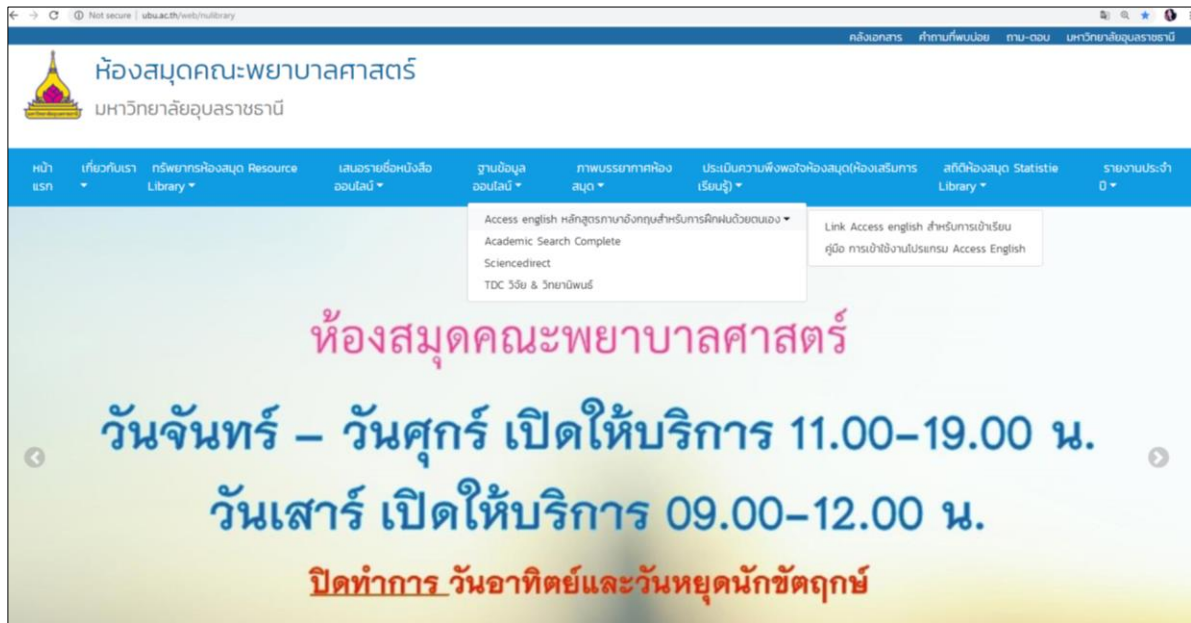 Not secure | ubu.ac.th/web/nulibrary
คลังเอกสาร คำถามที่พบบ่อย ถาม-ตอบ มหาวิทยาลัยอุบลราชธานี
ห้องสมุดคณะพยาบาลศาสตร์
มหาวิทยาลัยอุบลราชธานี
หน้า
แรก
เกี่ยวกับเรา
ทรัพยากรห้องสมุด Resource
Library
เสนอรายชื่อหนังสือ
ออนไลน์
ฐานข้อมูล
ออนไลน์
ภาพบรรยากาศห้อง
สมุด
ประเมินความพึงพอใจห้องสมุด(ห้องเสริมการ
เรียนรู้)
สถิติห้องสมุด Statistie
Library
รายงานประจำ
ปี
Access english หลักสูตรภาษาอังกฤษสำหรับการฝึกฝนด้วยตนเอง
Academic Search Complete
Sciencedirect
TDC วิจัย & วิทยานิพนธ์
Link Access english สำหรับการเข้าเรียน
คู่มือ การเข้าใช้งานโปรแกรม Access English
ห้องสมุดคณะพยาบาลศาสตร์
วันจันทร์ – วันศุกร์ เปิดให้บริการ 11.00–19.00 น.
วันเสาร์ เปิดให้บริการ 09.00–12.00 น.
ปิดทำการ วันอาทิตย์และวันหยุดนักขัตฤกษ์